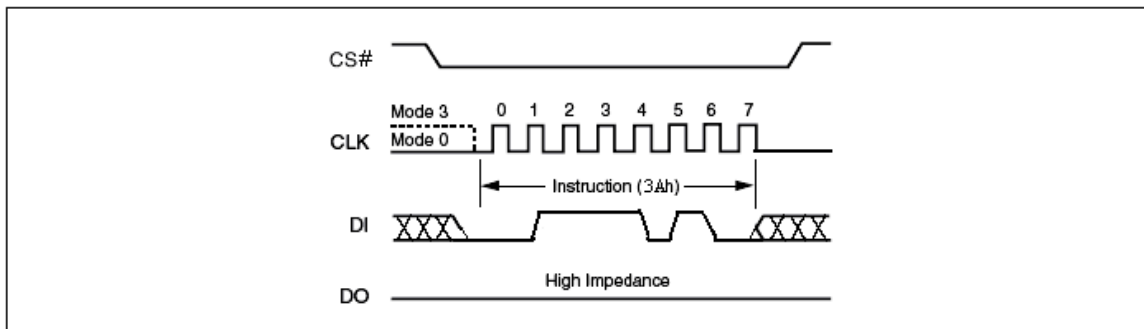 CS#
Mode 3 0 1 2 3 4 5 6 7
CLK Mode 0
Instruction (3Ah)
DI
High Impedance
DO